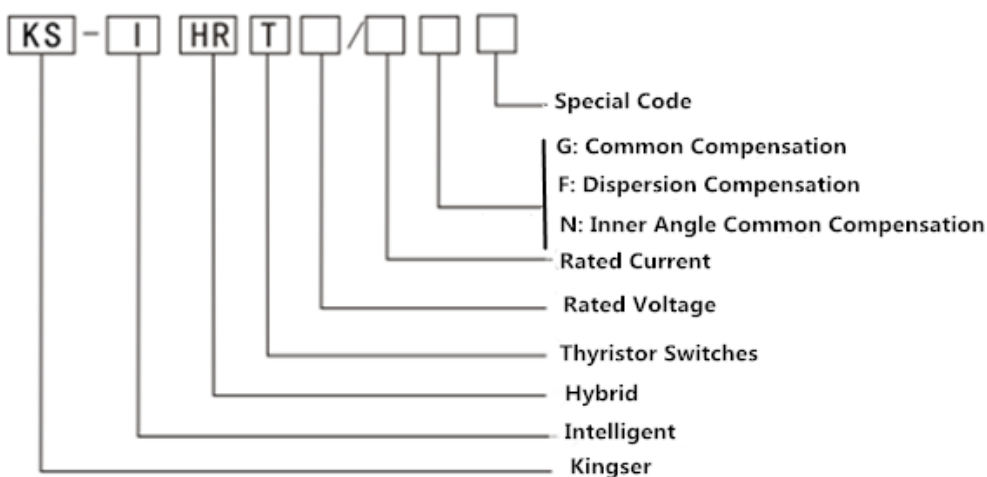 KS - I HR T /
Special Code
G: Common Compensation
F: Dispersion Compensation
N: Inner Angle Common Compensation
Rated Current
Rated Voltage
Thyristor Switches
Hybrid
Intelligent
Kingser